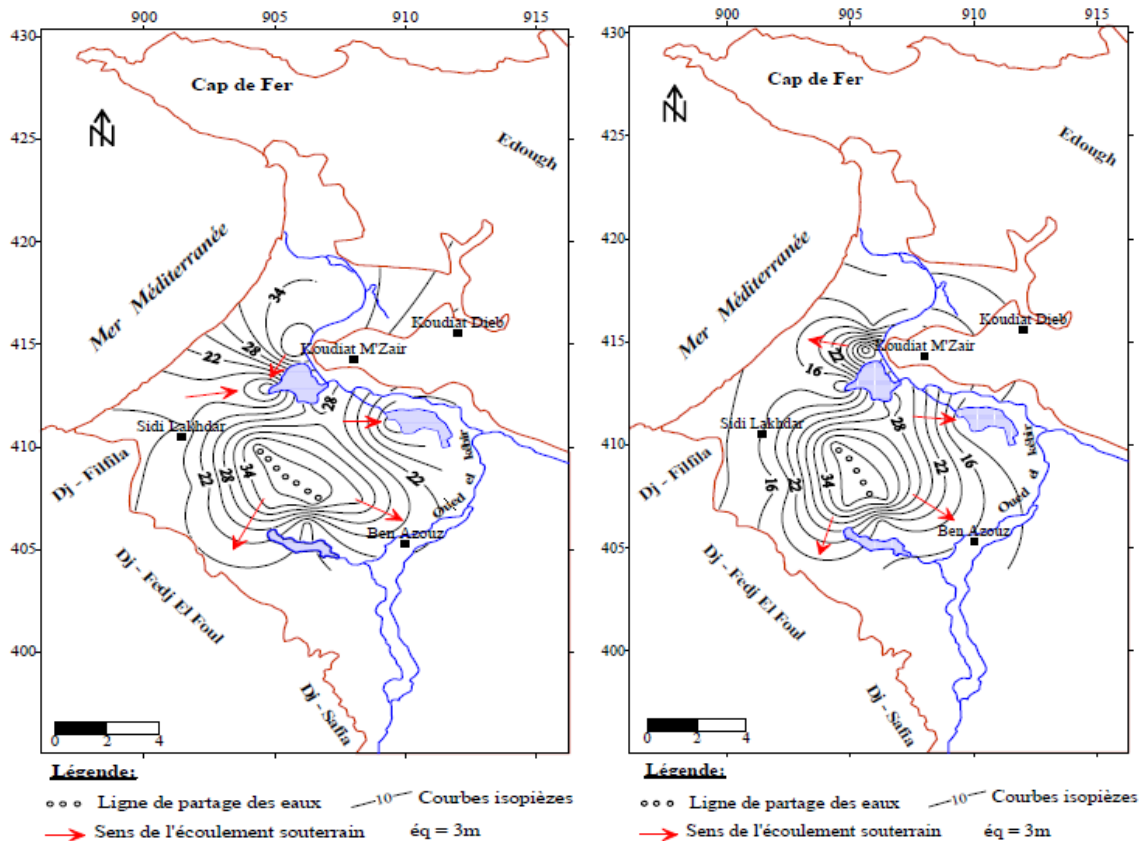 900 905 910 915
430
425
420
415
410
405
400
Cap de Fer
N
Edough
Mer Méditerranée
34
28
22
Koudiat Dieb
Koudiat M'Zair
28
Sidi Lakhdar
Dj - Filfila
34
28
22
22
Oued el kebir
Ben Azouz
Dj - Fedj El Foul
Dj - Safia
0 2 4
Légende:
Ligne de partage des eaux
10 Courbes isopièzes
Sens de l'écoulement souterrain
éq = 3m
900 905 910 915
430
425
420
415
410
405
400
Cap de Fer
N
Edough
Mer Méditerranée
Koudiat Dieb
22
Koudiat M'Zair
16
Sidi Lakhdar
28
Dj - Filfila
34
22
16
22
16
Oued el kebir
Ben Azouz
Dj - Fedj El Foul
Dj - Safia
0 2 4
Légende:
Ligne de partage des eaux
10 Courbes isopièzes
Sens de l'écoulement souterrain
éq = 3m